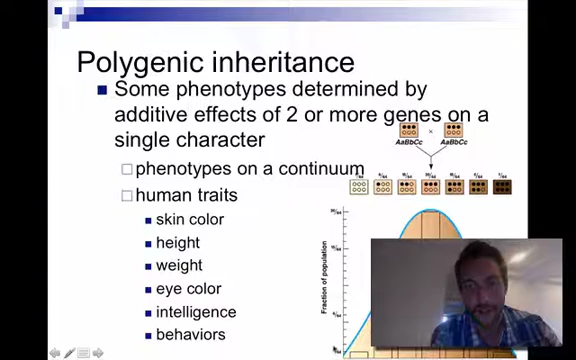 Polygenic inheritance
Some phenotypes determined by
additive effects of 2 or more genes on a
single character
phenotypes on a continuum
human traits
skin color
height
weight
eye color
intelligence
behaviors
AaBbCc × AaBbCc
Fraction of population